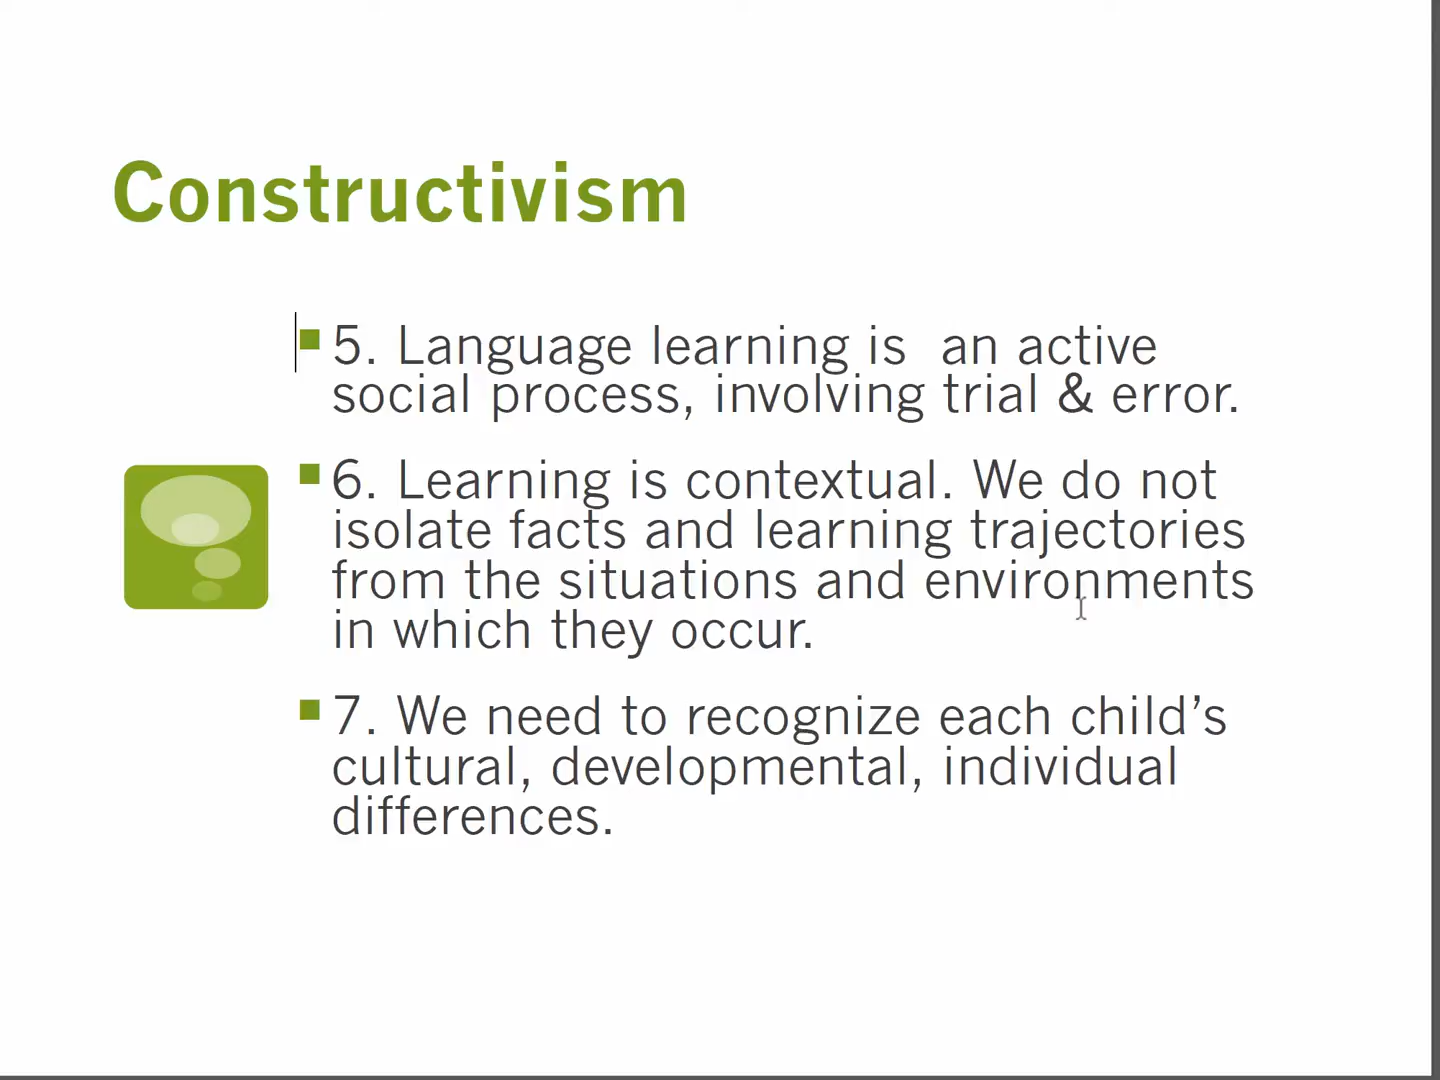 Constructivism
5. Language learning is  an active
social process, involving trial & error.
6. Learning is contextual. We do not
isolate facts and learning trajectories
from the situations and environments
in which they occur.
7. We need to recognize each child’s
cultural, developmental, individual
differences.